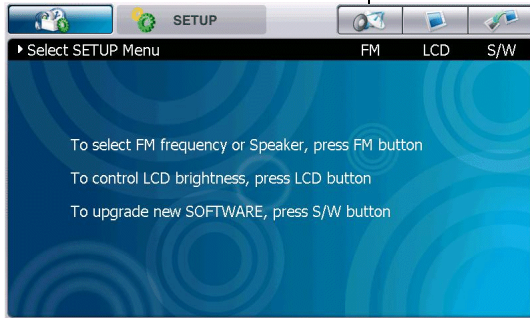 SETUP
Select SETUP Menu FM LCD S/W
To select FM frequency or Speaker, press FM button
To control LCD brightness, press LCD button
To upgrade new SOFTWARE, press S/W button